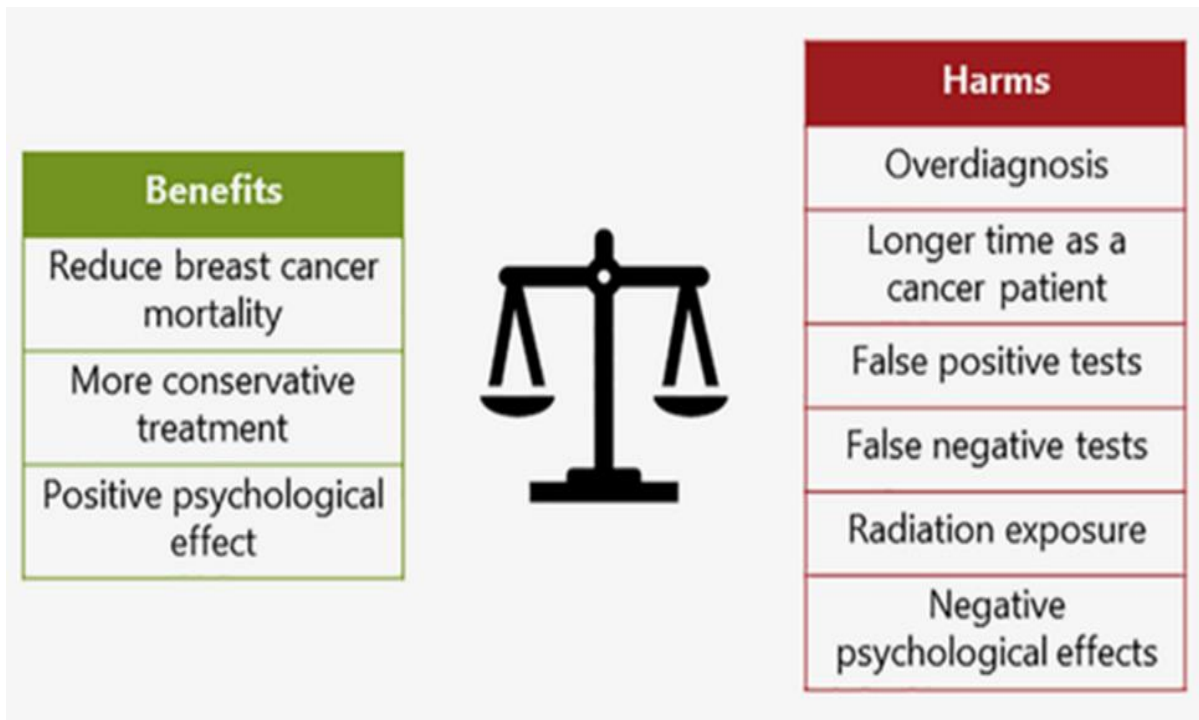 Benefits
Reduce breast cancer
mortality
More conservative
treatment
Positive psychological
effect
Harms
Overdiagnosis
Longer time as a
cancer patient
False positive tests
False negative tests
Radiation exposure
Negative
psychological effects